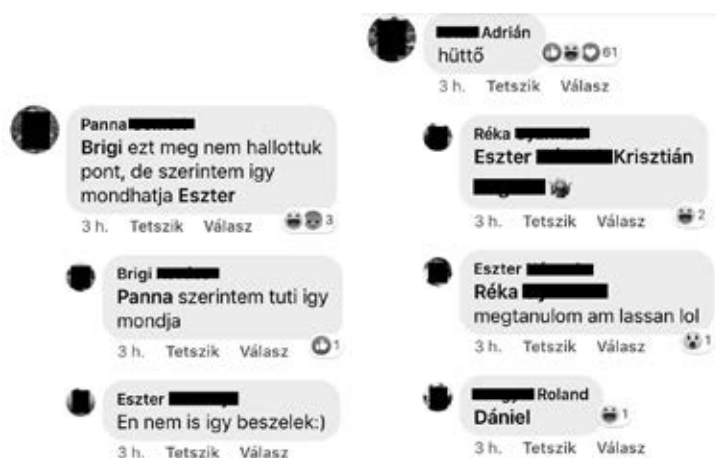 Panna
Brigi ezt meg nem hallottuk
pont, de szerintem igy
mondhatja Eszter
3 h. Tetszik Válasz 3
Brigi
Panna szerintem tuti igy
mondja
3 h. Tetszik Válasz 1
Eszter
En nem is igy beszelek:)
3 h. Tetszik Válasz
Adrián
hüttő 61
3 h. Tetszik Válasz
Réka
Eszter Krisztián
3 h. Tetszik Válasz 2
Eszter
Réka
megtanulom am lassan lol
3 h. Tetszik Válasz 1
Roland
Dániel 1
3 h. Tetszik Válasz